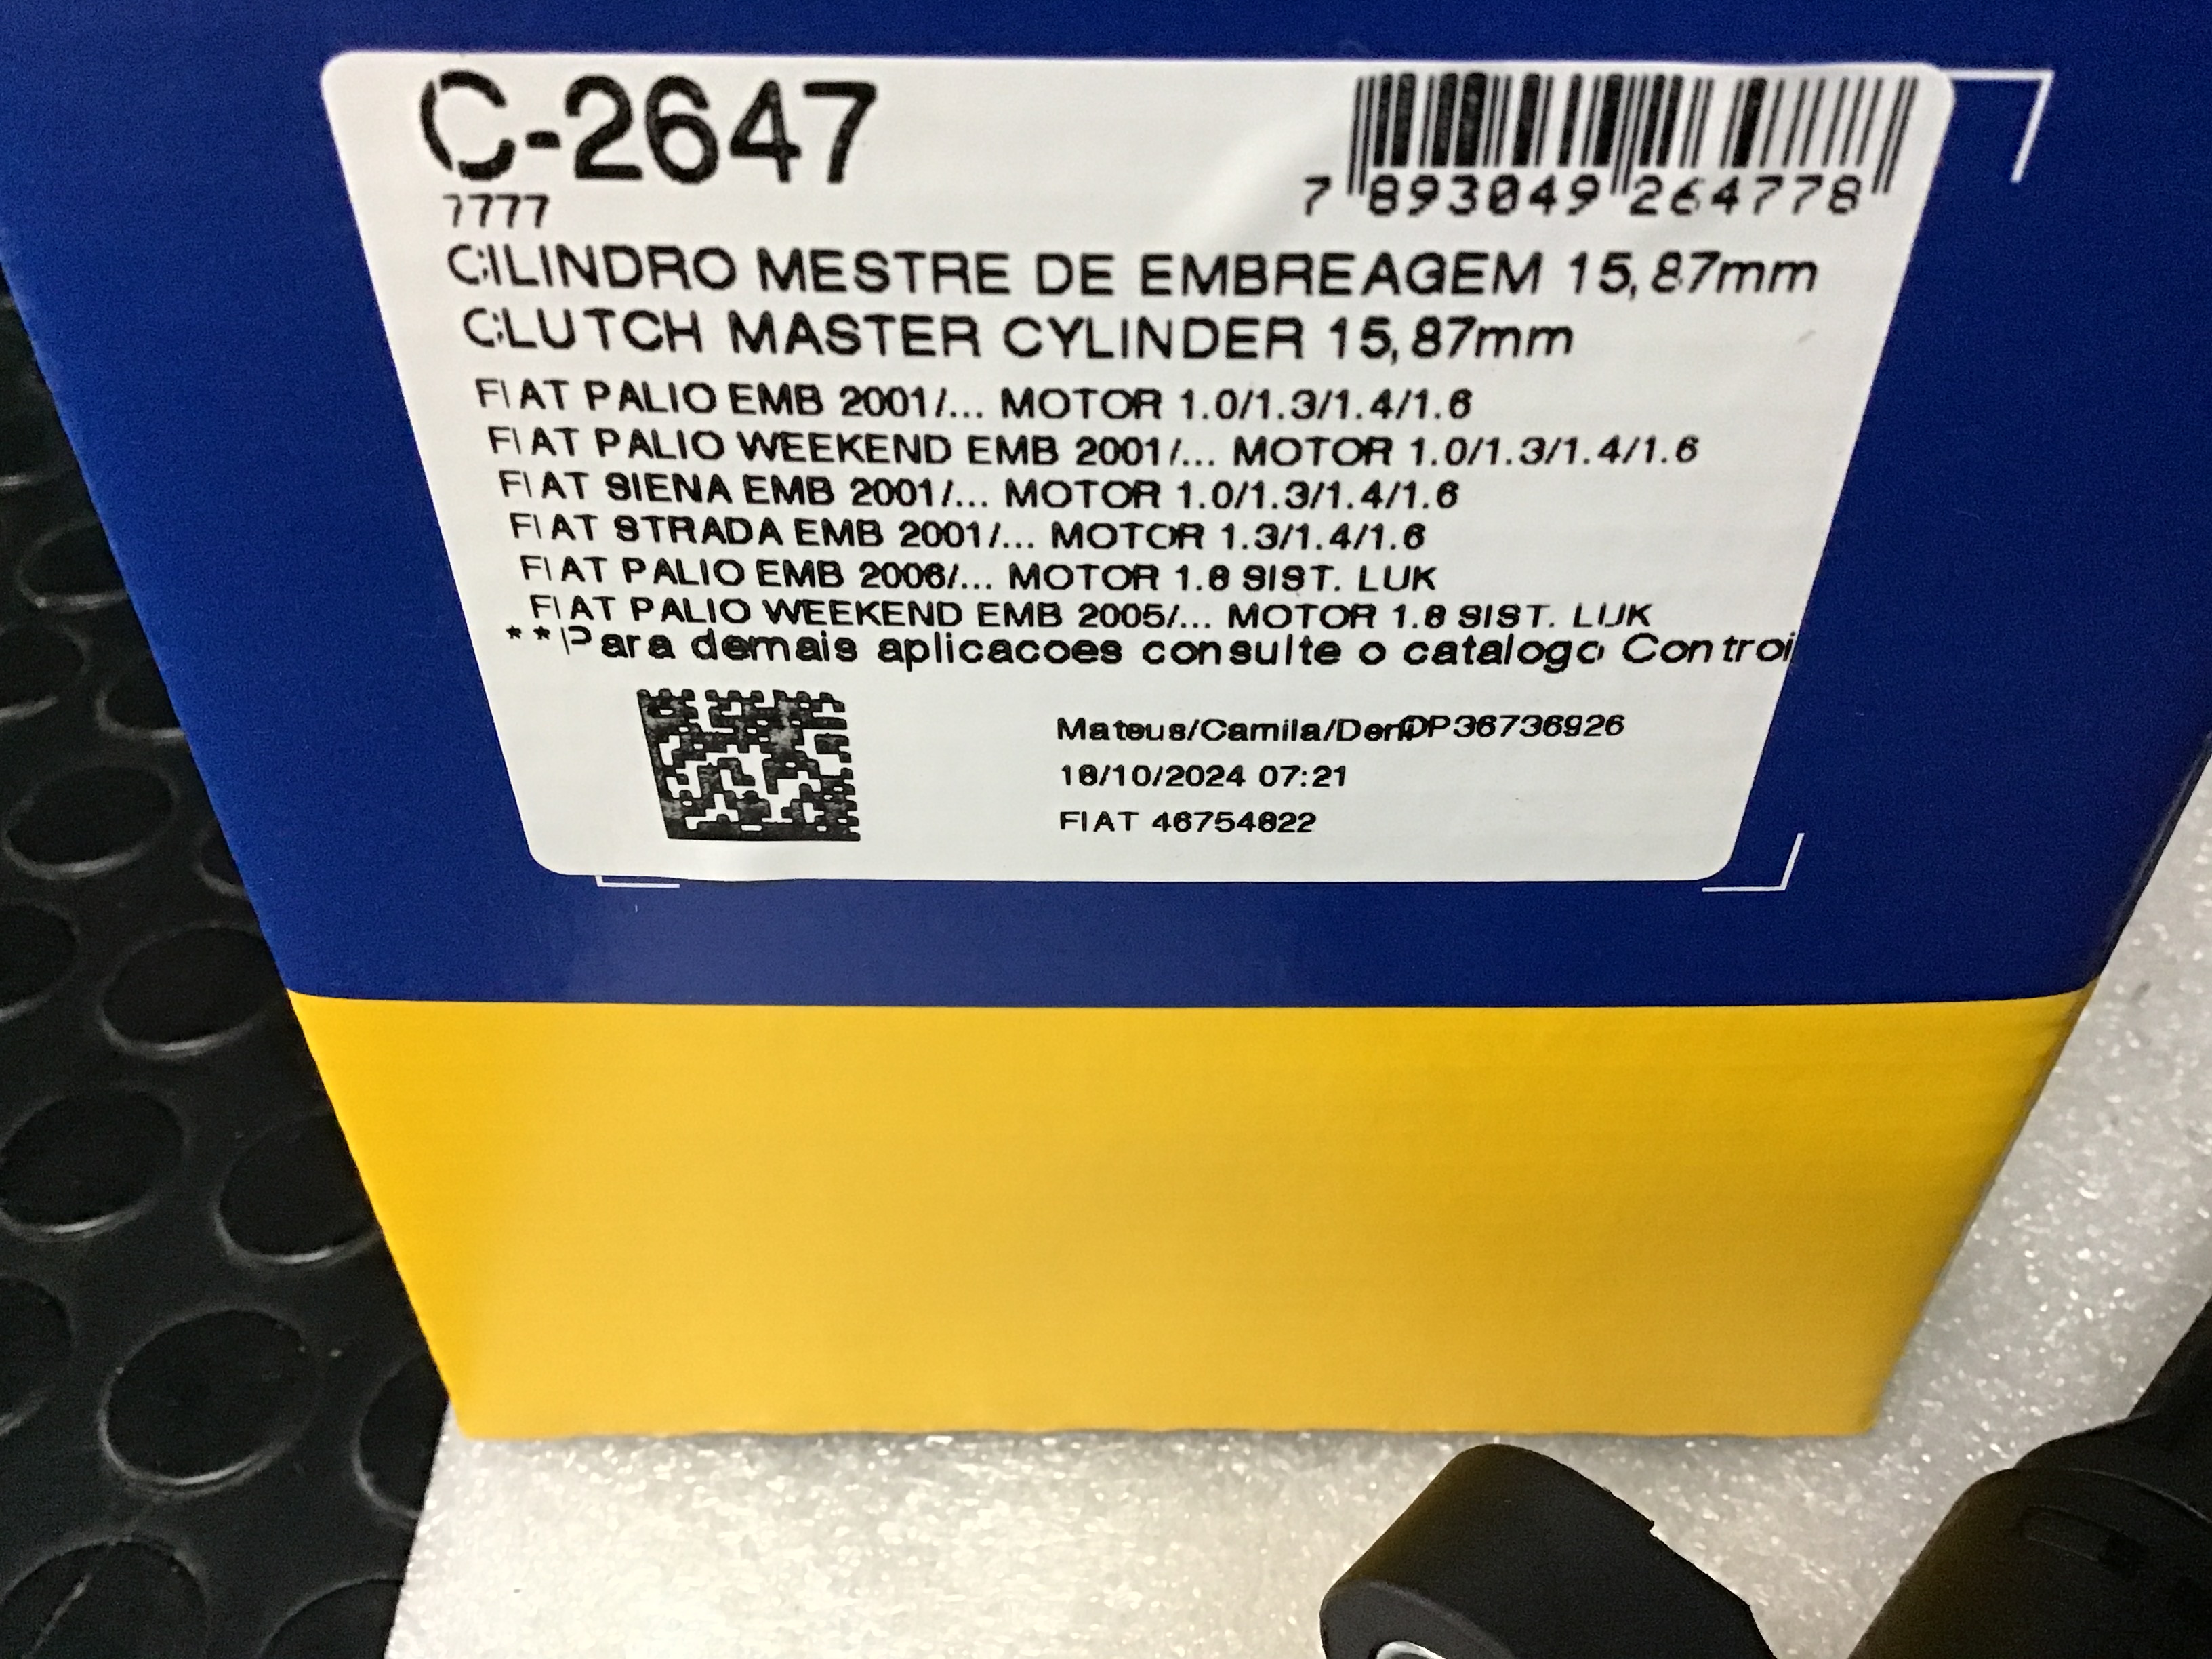 C-2647
7 893049 264778
7777
CILINDRO MESTRE DE EMBREAGEM 15,87mm
CLUTCH MASTER CYLINDER 15,87mm
FIAT PALIO EMB 2001/... MOTOR 1.0/1.3/1.4/1.6
FIAT PALIO WEEKEND EMB 2001/... MOTOR 1.0/1.3/1.4/1.6
FIAT SIENA EMB 2001/... MOTOR 1.0/1.3/1.4/1.6
FIAT STRADA EMB 2001/... MOTOR 1.3/1.4/1.6
FIAT PALIO EMB 2006/... MOTOR 1.8 SIST. LUK
FIAT PALIO WEEKEND EMB 2005/... MOTOR 1.8 SIST. LUK
**Para demais aplicacoes consulte o catalogo Controil
Mateus/Camila/Deni OP36736926
18/10/2024 07:21
FIAT 46754822